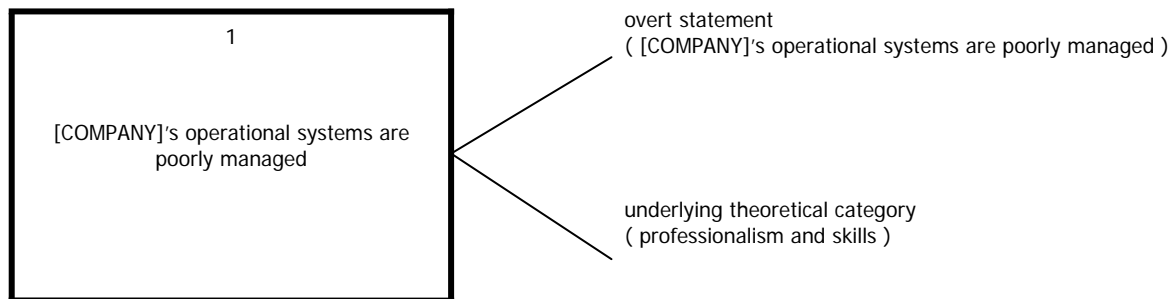 1
[COMPANY]'s operational systems are
poorly managed
overt statement
( [COMPANY]'s operational systems are poorly managed )
underlying theoretical category
( professionalism and skills )